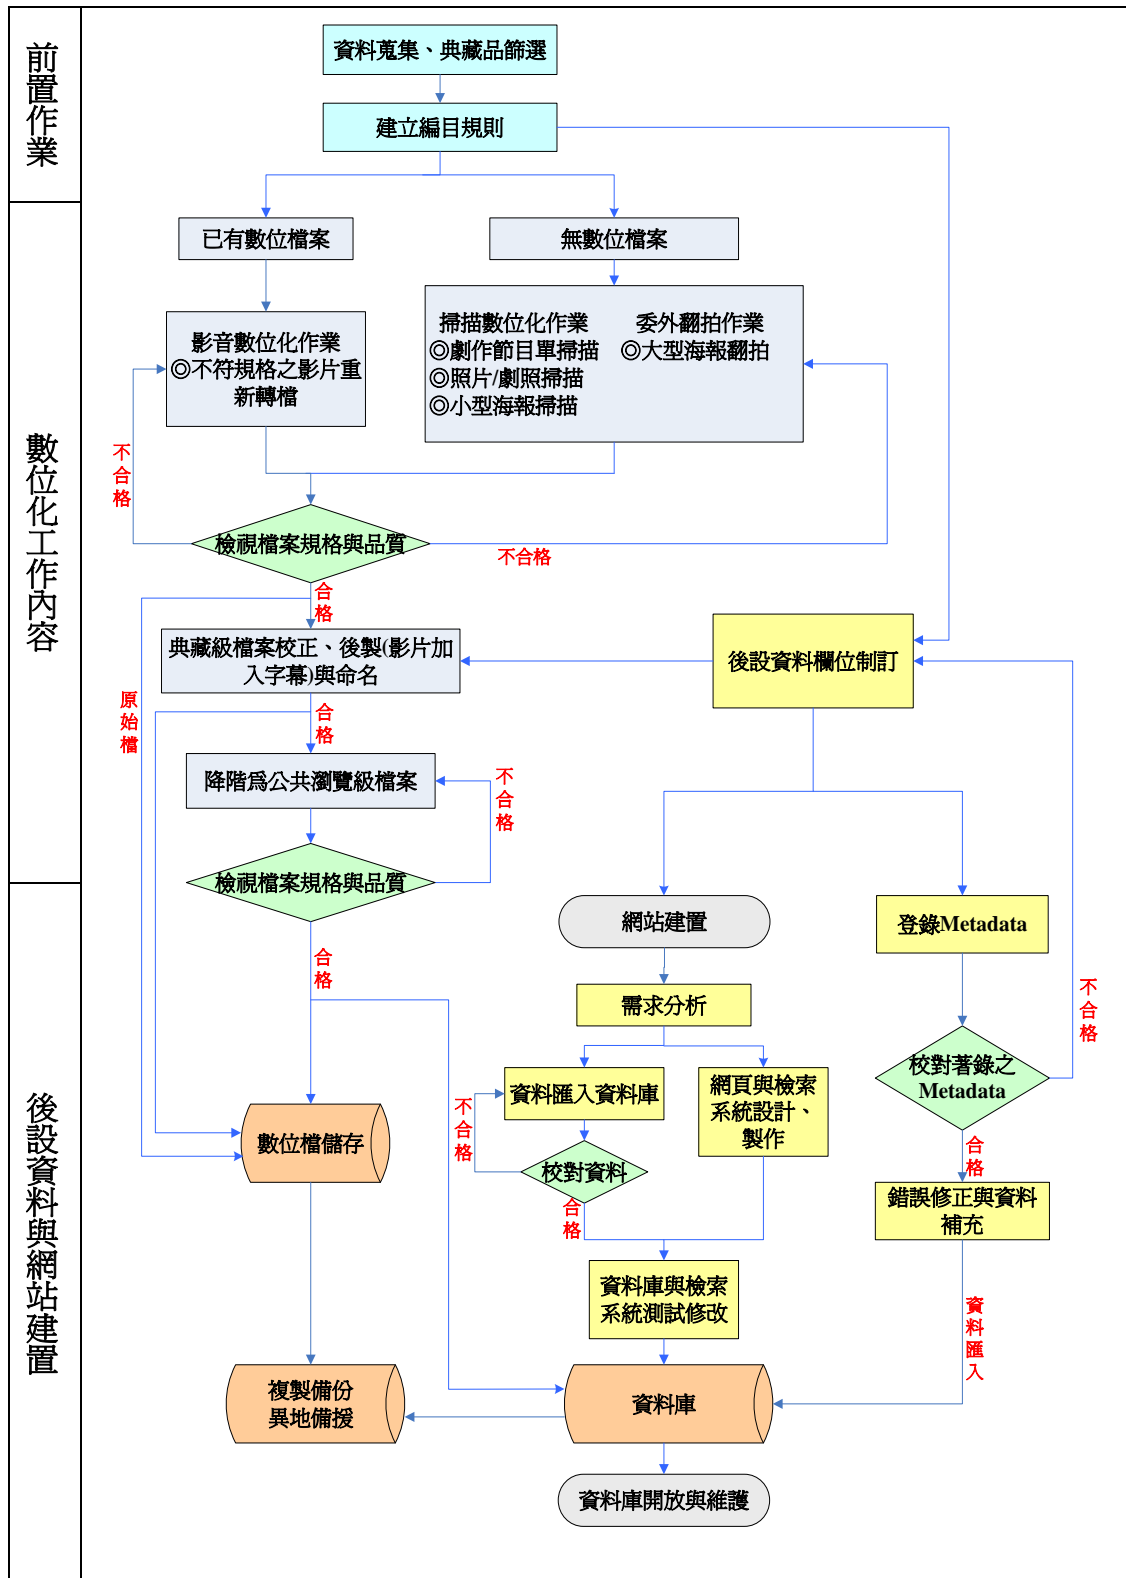 前置作業
資料蒐集、典藏品篩選
建立編目規則
數位化工作內容
已有數位檔案
無數位檔案
影音數位化作業
◎不符規格之影片重
新轉檔
掃描數位化作業
◎劇作節目單掃描
◎照片/劇照掃描
◎小型海報掃描
委外翻拍作業
◎大型海報翻拍
不合格
檢視檔案規格與品質
不合格
合格
典藏級檔案校正、後製(影片加
入字幕)與命名
後設資料欄位制訂
原始檔
合格
降階為公共瀏覽級檔案
不合格
檢視檔案規格與品質
合格
後設資料與網站建置
網站建置
登錄Metadata
需求分析
不合格
資料匯入資料庫
網頁與檢索
系統設計、
製作
校對著錄之
Metadata
不合格
數位檔儲存
校對資料
合格
合格
錯誤修正與資料
補充
資料庫與檢索
系統測試修改
資料匯入
複製備份
異地備援
資料庫
資料庫開放與維護